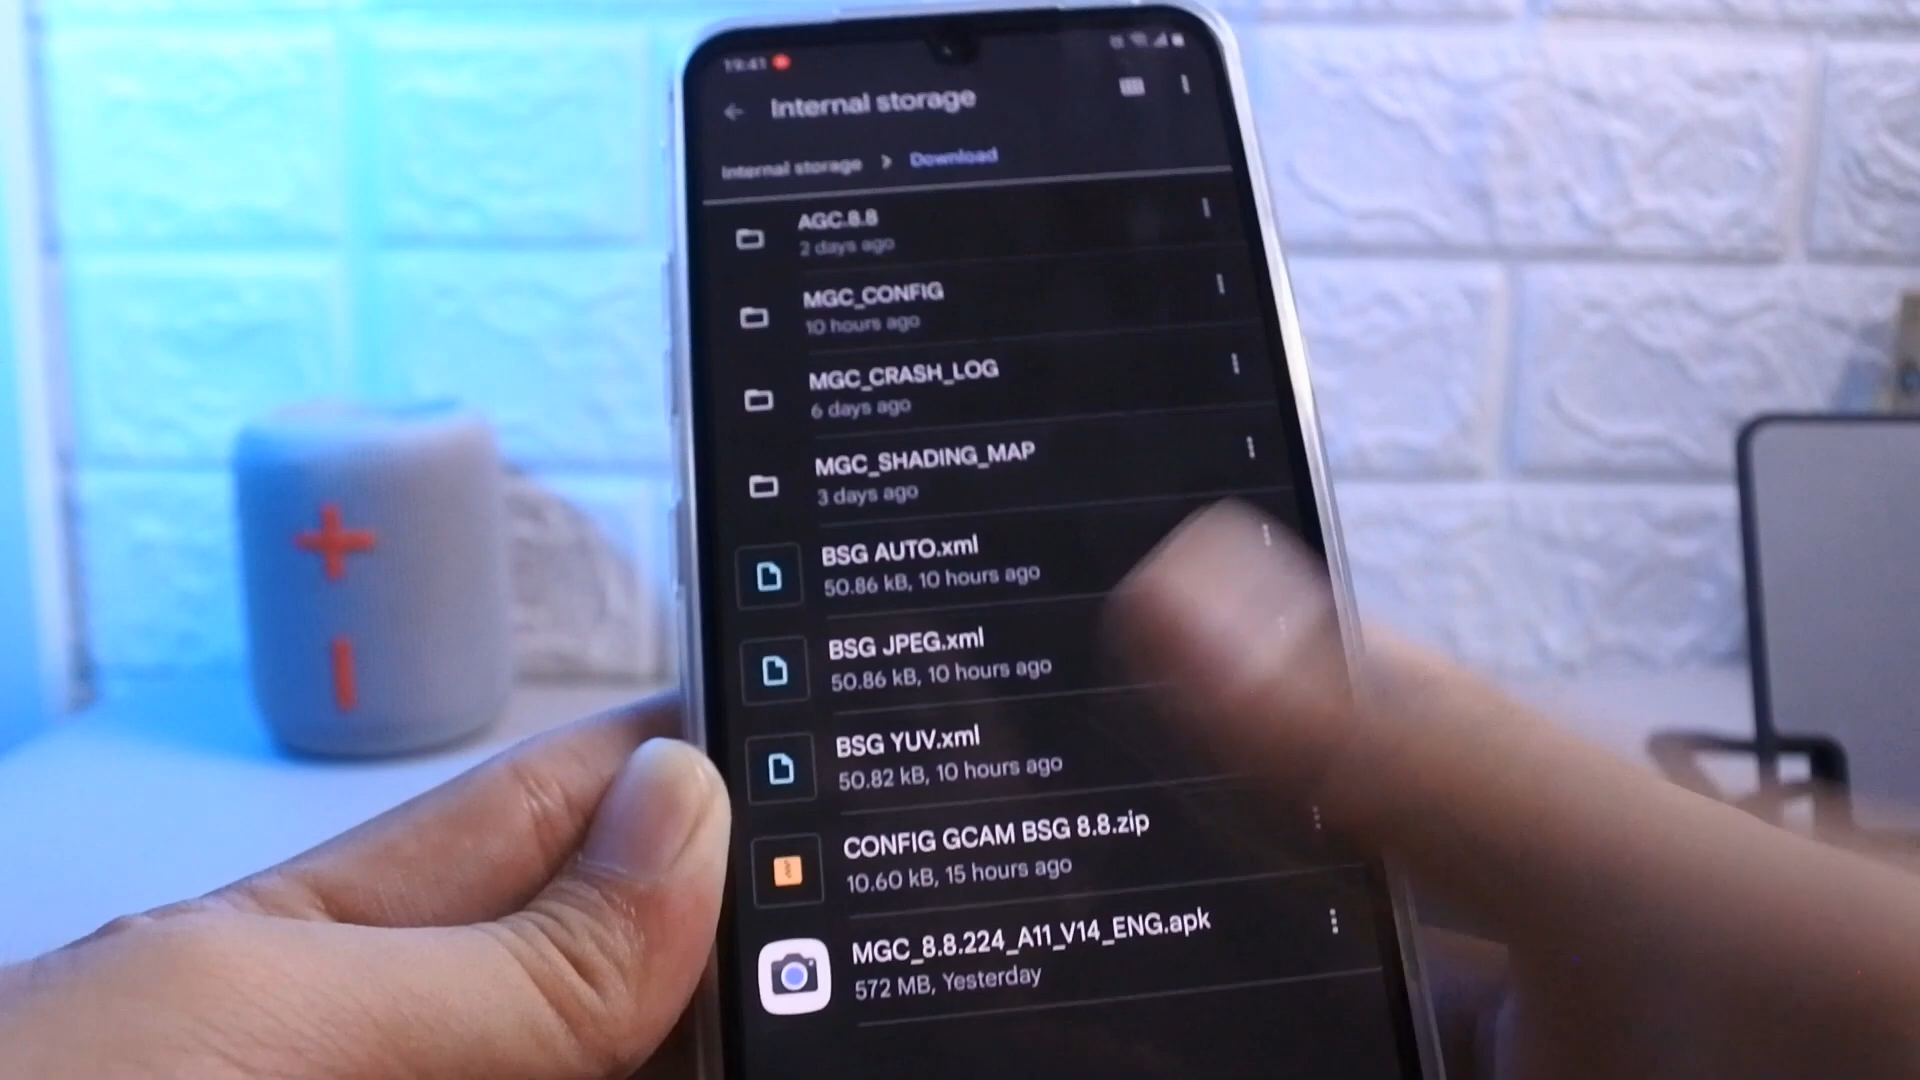 19:41
Internal storage
Internal storage > Download
AGC.8.8
2 days ago
MGC_CONFIG
10 hours ago
MGC_CRASH_LOG
6 days ago
MGC_SHADING_MAP
3 days ago
BSG AUTO.xml
50.86 kB, 10 hours ago
BSG JPEG.xml
50.86 kB, 10 hours ago
BSG YUV.xml
50.82 kB, 10 hours ago
CONFIG GCAM BSG 8.8.zip
10.60 kB, 15 hours ago
MGC_8.8.224_A11_V14_ENG.apk
572 MB, Yesterday